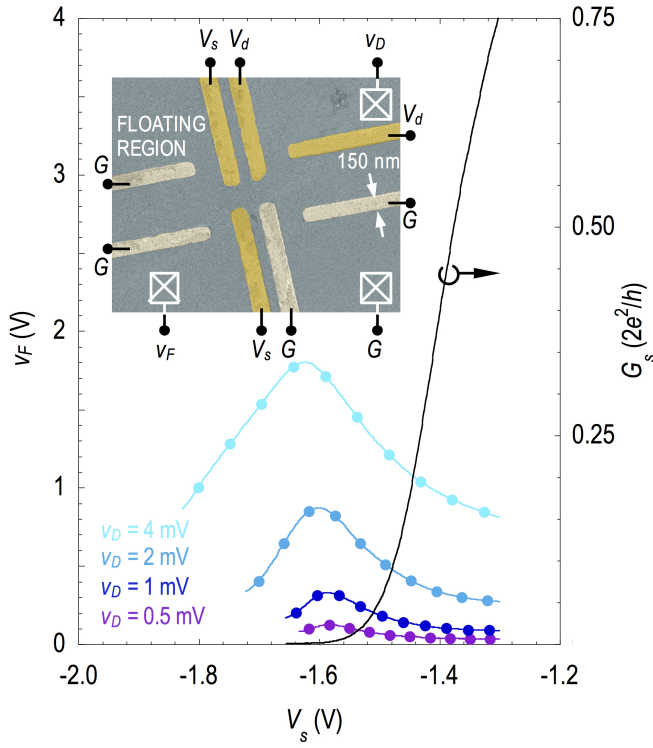 4
0.75
V_s V_d v_D
FLOATING
REGION
V_d
150 nm
G
G
G
3
0.50
v_F V_s G G
2
v_F (V)
G_s (2e²/h)
0.25
1
v_D = 4 mV
v_D = 2 mV
v_D = 1 mV
v_D = 0.5 mV
0
0
-2.0 -1.8 -1.6 -1.4 -1.2
V_s (V)